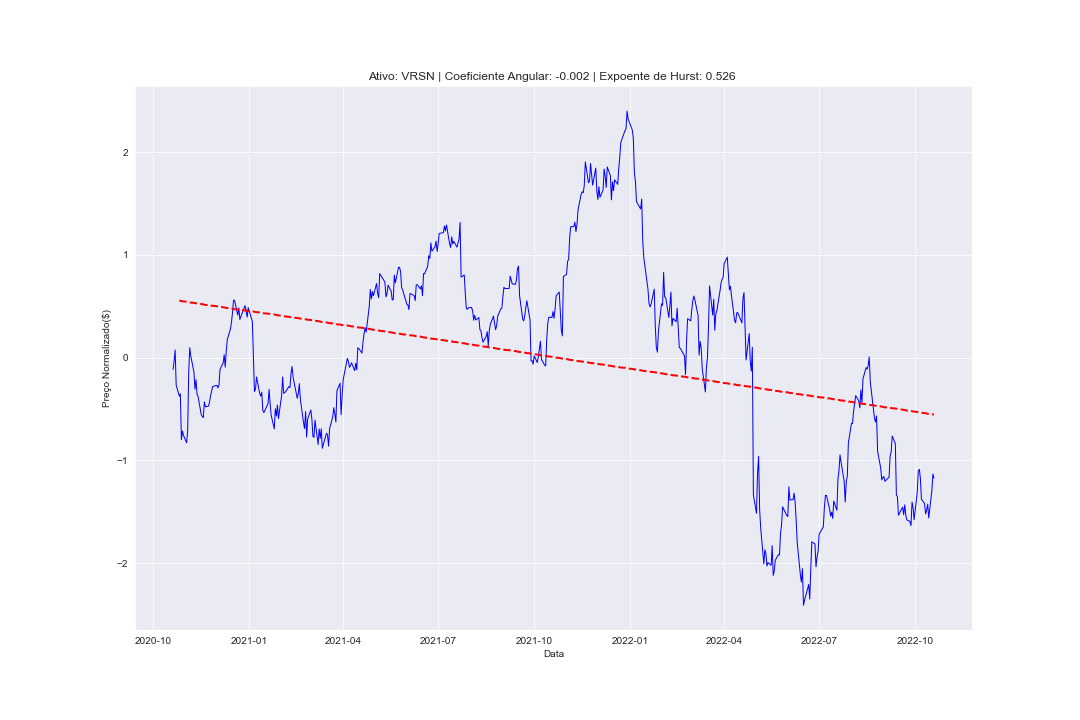 Ativo: VRSN | Coeficiente Angular: -0.002 | Expoente de Hurst: 0.526
Preço Normalizado($)
2
1
0
−1
−2
2020-10 2021-01 2021-04 2021-07 2021-10 2022-01 2022-04 2022-07 2022-10
Data